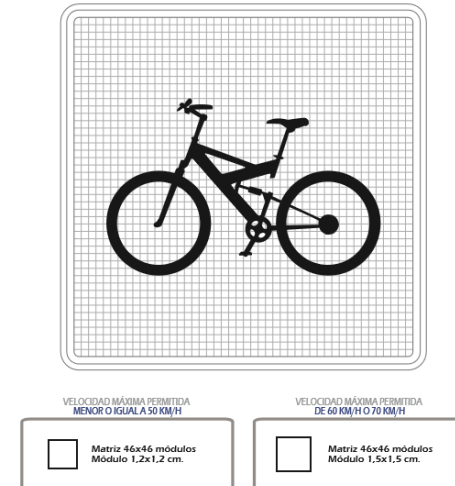 VELOCIDAD MÁXIMA PERMITIDA
MENOR O IGUAL A 50 KM/H
Matriz 46x46 módulos
Módulo 1,2x1,2 cm.
VELOCIDAD MÁXIMA PERMITIDA
DE 60 KM/H O 70 KM/H
Matriz 46x46 módulos
Módulo 1,5x1,5 cm.